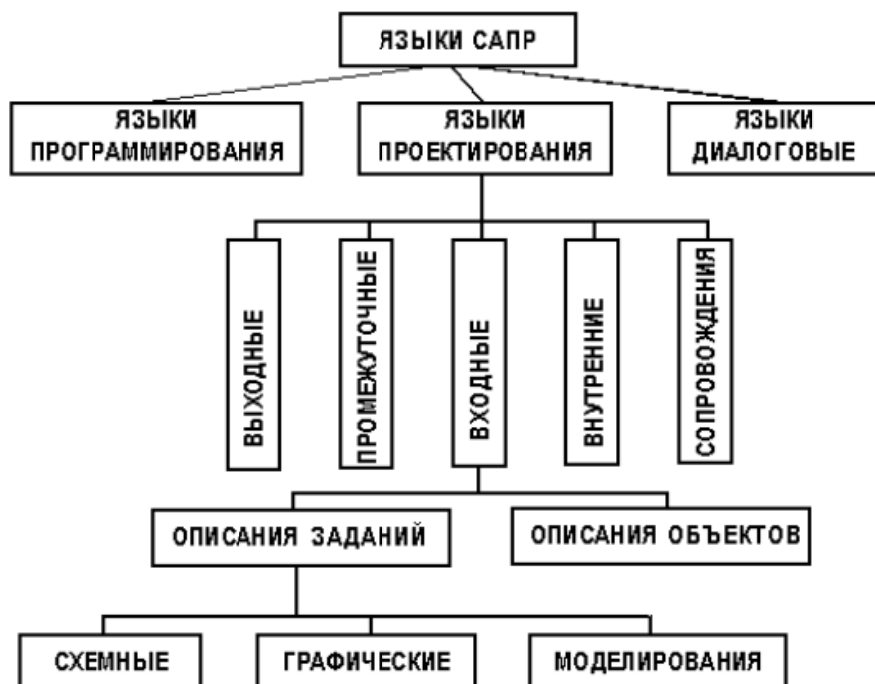 ЯЗЫКИ САПР
ЯЗЫКИ
ПРОГРАММИРОВАНИЯ
ЯЗЫКИ
ПРОЕКТИРОВАНИЯ
ЯЗЫКИ
ДИАЛОГОВЫЕ
ВЫХОДНЫЕ
ПРОМЕЖУТОЧНЫЕ
ВХОДНЫЕ
ВНУТРЕННИЕ
СОПРОВОЖДЕНИЯ
ОПИСАНИЯ ЗАДАНИЙ
ОПИСАНИЯ ОБЪЕКТОВ
СХЕМНЫЕ
ГРАФИЧЕСКИЕ
МОДЕЛИРОВАНИЯ